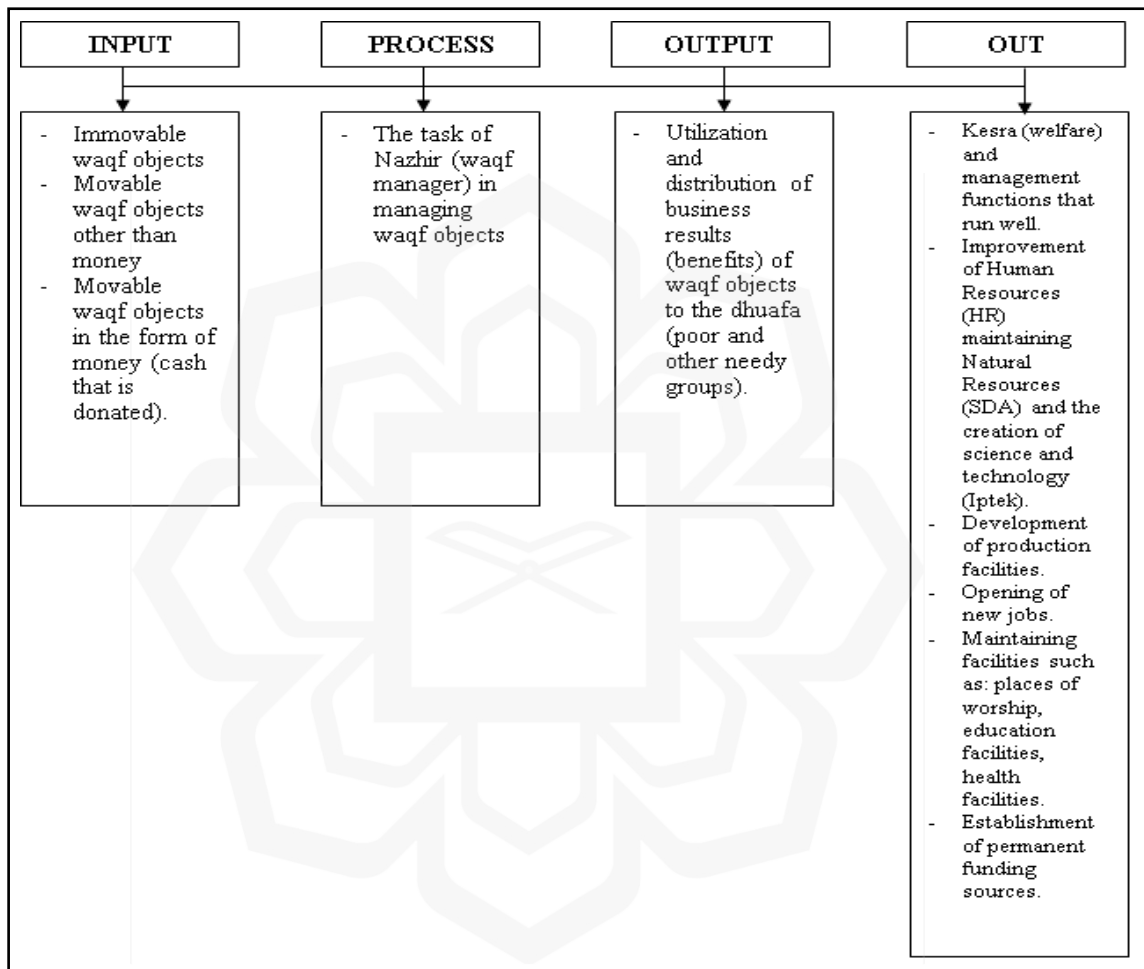 INPUT
PROCESS
OUTPUT
OUT
- Immovable
waqf objects
- Movable
waqf objects
other than
money
- Movable
waqf objects
in the form of
money (cash
that is
donated).
- The task of
Nazhir (waqf
manager) in
managing
waqf objects
- Utilization
and
distribution of
business
results
(benefits) of
waqf objects
to the dhuafa
(poor and
other needy
groups).
- Kesra (welfare)
and
management
functions that
run well.
- Improvement
of Human
Resources
(HR)
maintaining
Natural
Resources
(SDA) and the
creation of
science and
technology
(Iptek).
- Development
of production
facilities.
- Opening of
new jobs.
- Maintaining
facilities such
as: places of
worship,
education
facilities,
health
facilities.
- Establishment
of permanent
funding
sources.